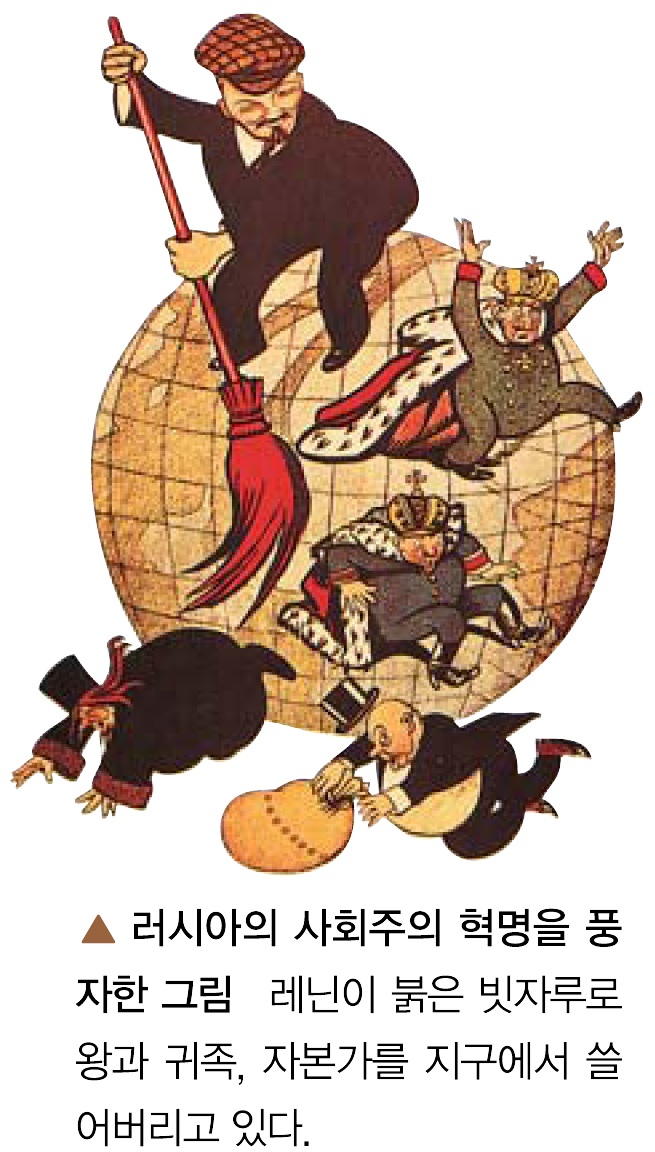 ▲ 러시아의 사회주의 혁명을 풍
자한 그림 레닌이 붉은 빗자루로
왕과 귀족, 자본가를 지구에서 쓸
어버리고 있다.